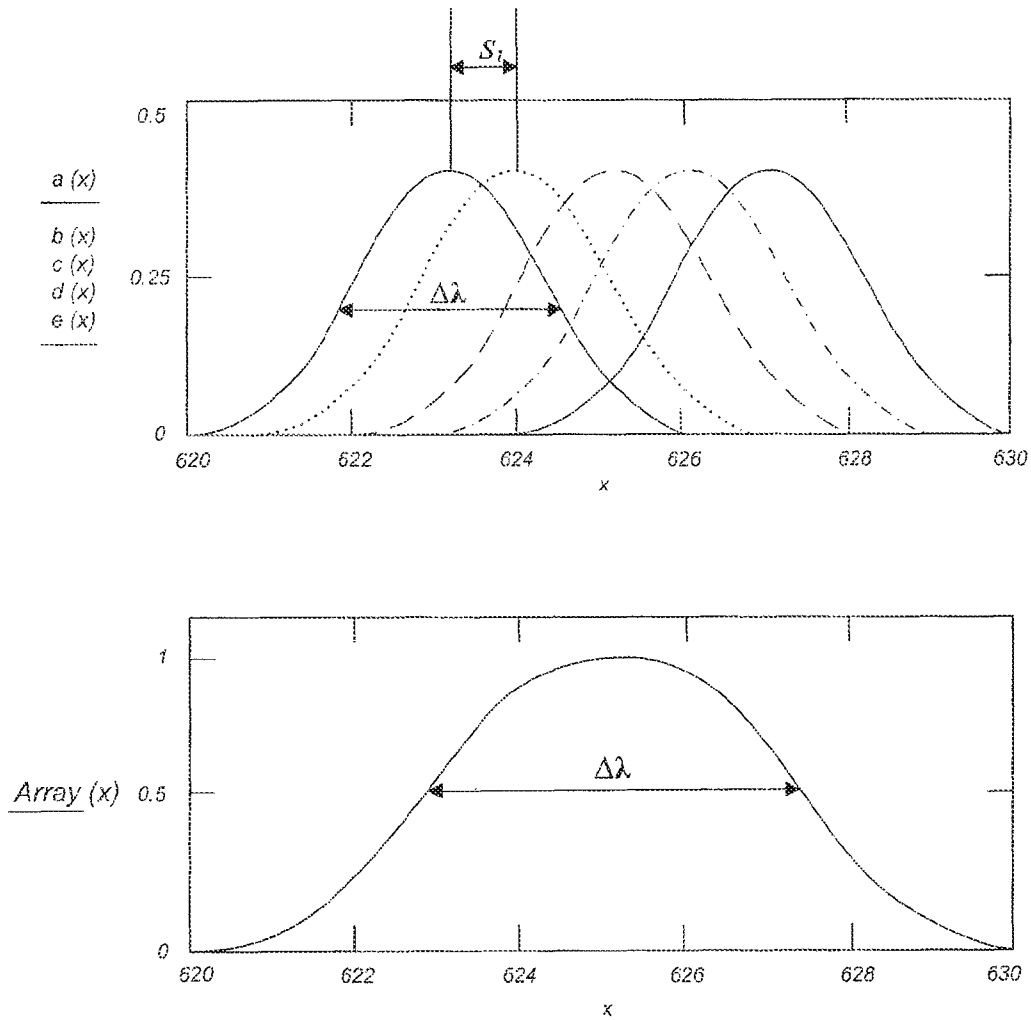 S_i
0.5
a (x)
b (x)
c (x)
0.25
d (x)
e (x)
Δλ
0
620 622 624 626 628 630
x
1
Δλ
Array (x) 0.5
0
620 622 624 626 628 630
x